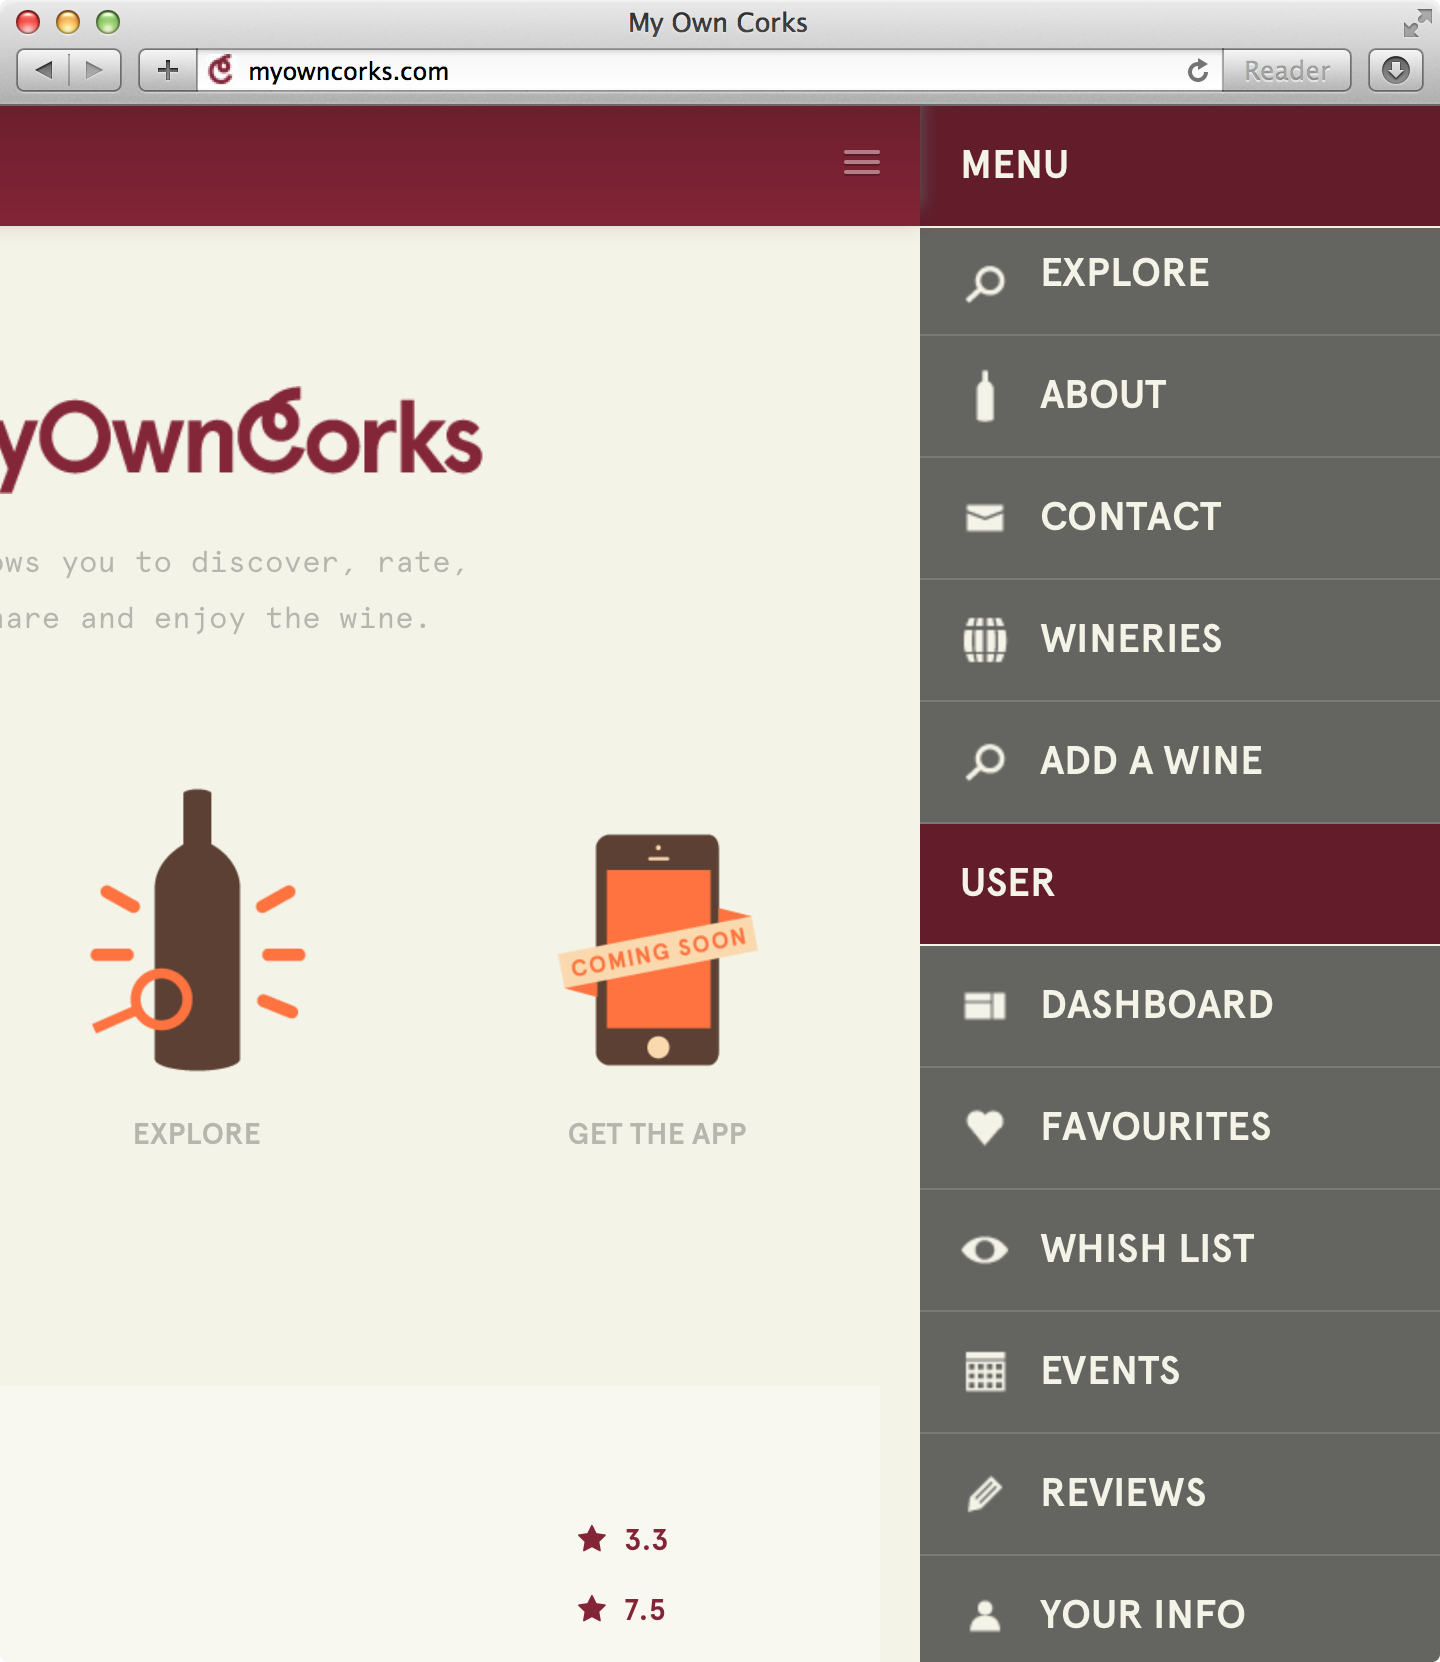 My Own Corks
myowncorks.com
Reader
MENU
EXPLORE
ABOUT
CONTACT
WINERIES
ADD A WINE
USER
DASHBOARD
FAVOURITES
WHISH LIST
EVENTS
REVIEWS
YOUR INFO
yOwnCorks
ows you to discover, rate,
hare and enjoy the wine.
COMING SOON
EXPLORE
GET THE APP
3.3
7.5